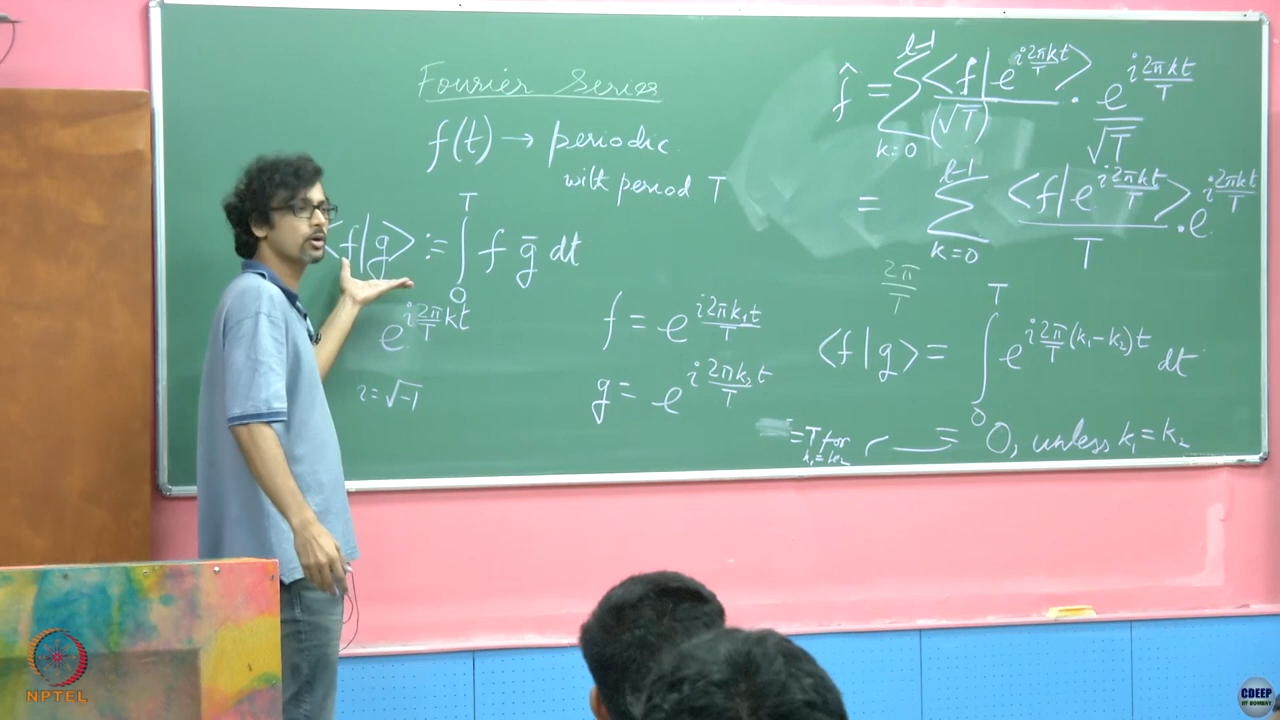 Fourier Series
f(t) → periodic
with period T
<f|g> := ∫₀ᵀ f ḡ dt
e^{i 2π/T kt}
i = √-1
f = e^{i2πk₁t/T}
g = e^{i 2πk₂t/T}
f̂ = Σ_{k=0}^{l-1} <f|e^{i2πkt/T}>/(√T) · e^{i2πkt/T}/√T
= Σ_{k=0}^{l-1} <f|e^{i2πkt/T}>/T · e^{i2πkt/T}
2π/T
<f|g> = ∫₀ᵀ e^{i 2π/T (k₁-k₂)t} dt
= 0, unless k₁ = k₂
= T for k₁=k₂
NPTEL
CDEEP
IIT BOMBAY